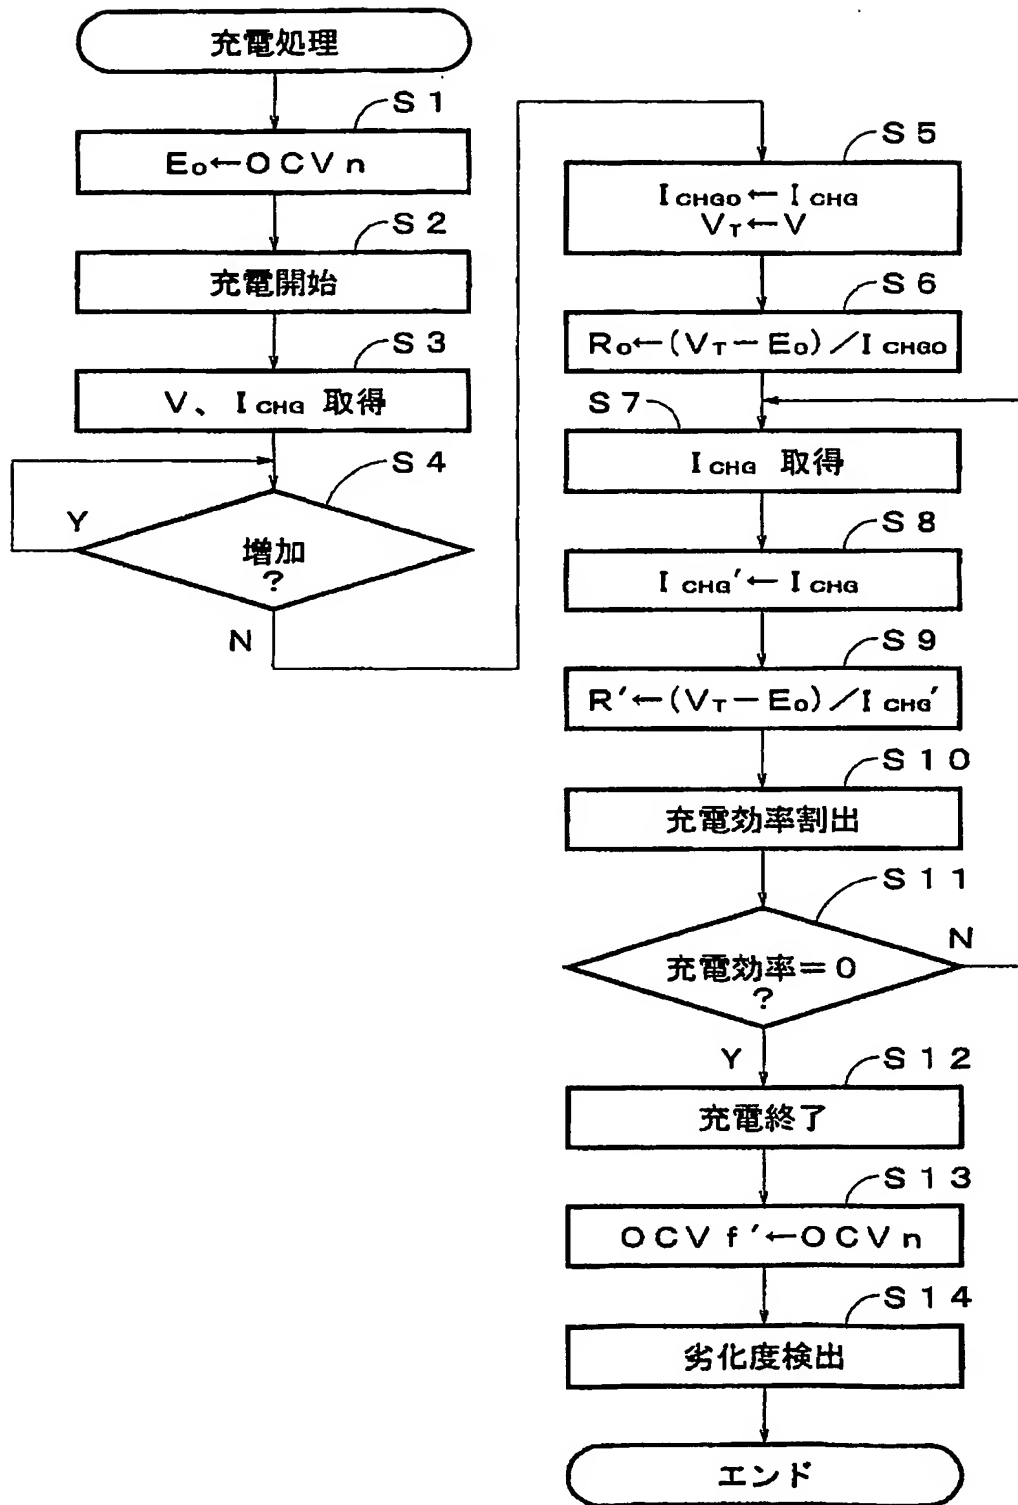 充電処理
S1
E₀←OCVn
S2
充電開始
S3
V、I CHG 取得
S4
増加
?
Y
N
S5
I CHG0←I CHG
V T←V
S6
R₀←(V T−E₀)/I CHG0
S7
I CHG 取得
S8
I CHG'←I CHG
S9
R'←(V T−E₀)/I CHG'
S10
充電効率割出
S11
充電効率=0
?
N
Y
S12
充電終了
S13
OCVf'←OCVn
S14
劣化度検出
エンド